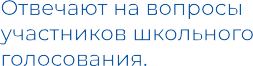 Отвечают на вопросы
участников школьного
голосования.